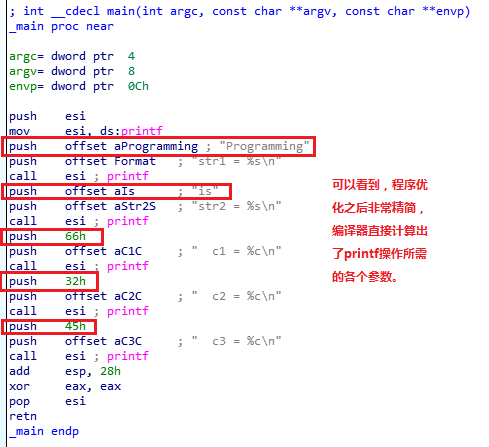 ; int __cdecl main(int argc, const char **argv, const char **envp)
_main proc near
argc= dword ptr  4
argv= dword ptr  8
envp= dword ptr  0Ch
push    esi
mov     esi, ds:printf
push    offset aProgramming ; "Programming"
push    offset Format   ; "str1 = %s\n"
call    esi ; printf
push    offset aIs      ; "is"
push    offset aStr2S   ; "str2 = %s\n"
call    esi ; printf
push    66h
push    offset aC1C     ; "  c1 = %c\n"
call    esi ; printf
push    32h
push    offset aC2C     ; "  c2 = %c\n"
call    esi ; printf
push    45h
push    offset aC3C     ; "  c3 = %c\n"
call    esi ; printf
add     esp, 28h
xor     eax, eax
pop     esi
retn
_main endp
可以看到，程序优
化之后非常精简，
编译器直接计算出
了printf操作所需
的各个参数。